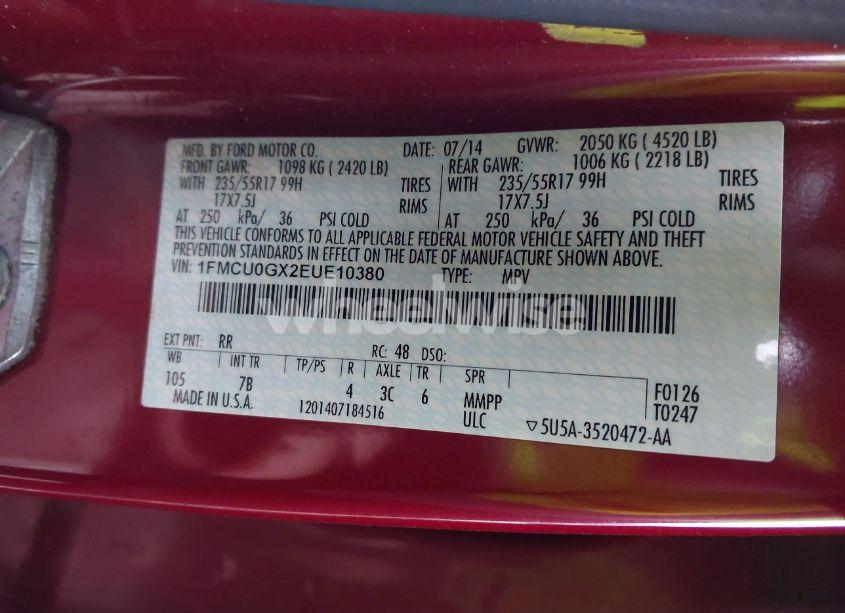 MFD. BY FORD MOTOR CO. DATE: 07/14 GVWR: 2050 KG ( 4520 LB)
FRONT GAWR: 1098 KG ( 2420 LB) REAR GAWR: 1006 KG ( 2218 LB)
WITH 235/55R17 99H TIRES WITH 235/55R17 99H TIRES
17X7.5J RIMS 17X7.5J RIMS
AT 250 kPa/ 36 PSI COLD AT 250 kPa/ 36 PSI COLD
THIS VEHICLE CONFORMS TO ALL APPLICABLE FEDERAL MOTOR VEHICLE SAFETY AND THEFT
PREVENTION STANDARDS IN EFFECT ON THE DATE OF MANUFACTURE SHOWN ABOVE.
VIN: 1FMCU0GX2EUE10380 TYPE: MPV
wheelwise
EXT PNT: RR RC: 48 DSO:
WB INT TR TP/PS R AXLE TR SPR
105 7B 4 3C 6 MMPP F0126
MADE IN U.S.A. 1201407184516 ULC T0247
▽5U5A-3520472-AA